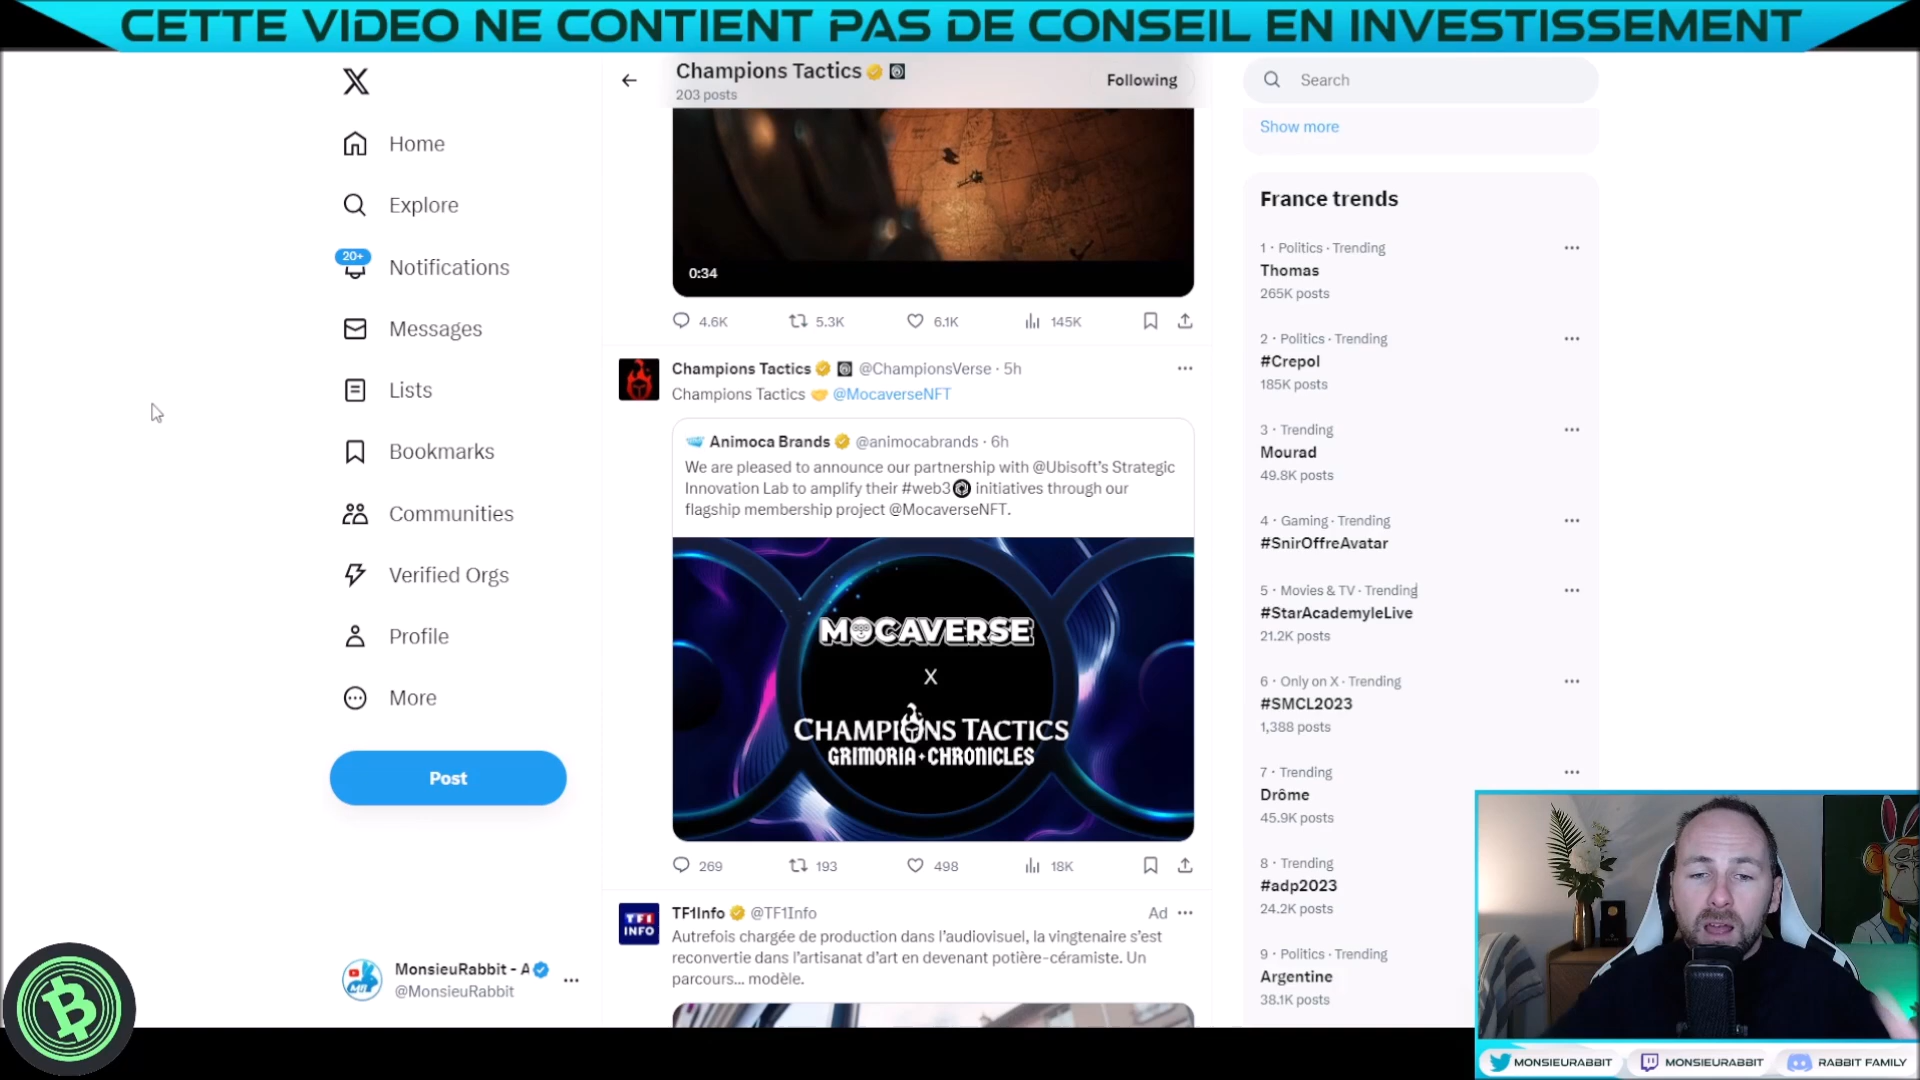 CETTE VIDEO NE CONTIENT PAS DE CONSEIL EN INVESTISSEMENT
Home
Explore
20+
Notifications
Messages
Lists
Bookmarks
Communities
Verified Orgs
Profile
More
Post
MonsieuRabbit - A
@MonsieuRabbit
Champions Tactics
203 posts
Following
0:34
4.6K 5.3K 6.1K 145K
Champions Tactics @ChampionsVerse · 5h
Champions Tactics 🤝 @MocaverseNFT
Animoca Brands @animocabrands · 6h
We are pleased to announce our partnership with @Ubisoft's Strategic
Innovation Lab to amplify their #web3 initiatives through our
flagship membership project @MocaverseNFT.
MOCAVERSE
X
CHAMPIONS TACTICS
GRIMORIA CHRONICLES
269 193 498 18K
TF1 INFO
TF1Info @TF1Info Ad
Autrefois chargée de production dans l'audiovisuel, la vingtenaire s'est
reconvertie dans l'artisanat d'art en devenant potière-céramiste. Un
parcours... modèle.
Search
Show more
France trends
1 · Politics · Trending
Thomas
265K posts
2 · Politics · Trending
#Crepol
185K posts
3 · Trending
Mourad
49.8K posts
4 · Gaming · Trending
#SnirOffreAvatar
5 · Movies & TV · Trending
#StarAcademyleLive
21.2K posts
6 · Only on X · Trending
#SMCL2023
1,388 posts
7 · Trending
Drôme
45.9K posts
8 · Trending
#adp2023
24.2K posts
9 · Politics · Trending
Argentine
38.1K posts
MONSIEURABBIT MONSIEURABBIT RABBIT FAMILY